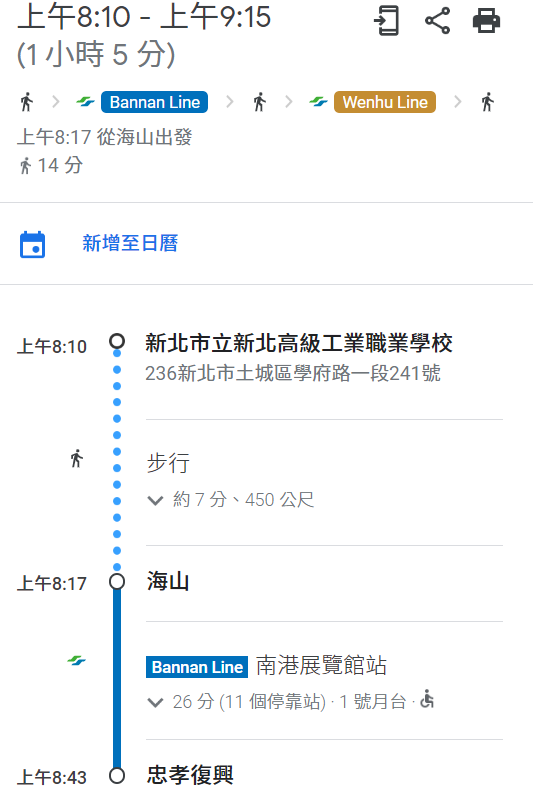 上午8:10 - 上午9:15
(1 小時 5 分)
Bannan Line Wenhu Line
上午8:17 從海山出發
14 分
新增至日曆
上午8:10 新北市立新北高級工業職業學校
236新北市土城區學府路一段241號
步行
約 7 分、450 公尺
上午8:17 海山
Bannan Line 南港展覽館站
26 分 (11 個停靠站) · 1 號月台 ·
上午8:43 忠孝復興